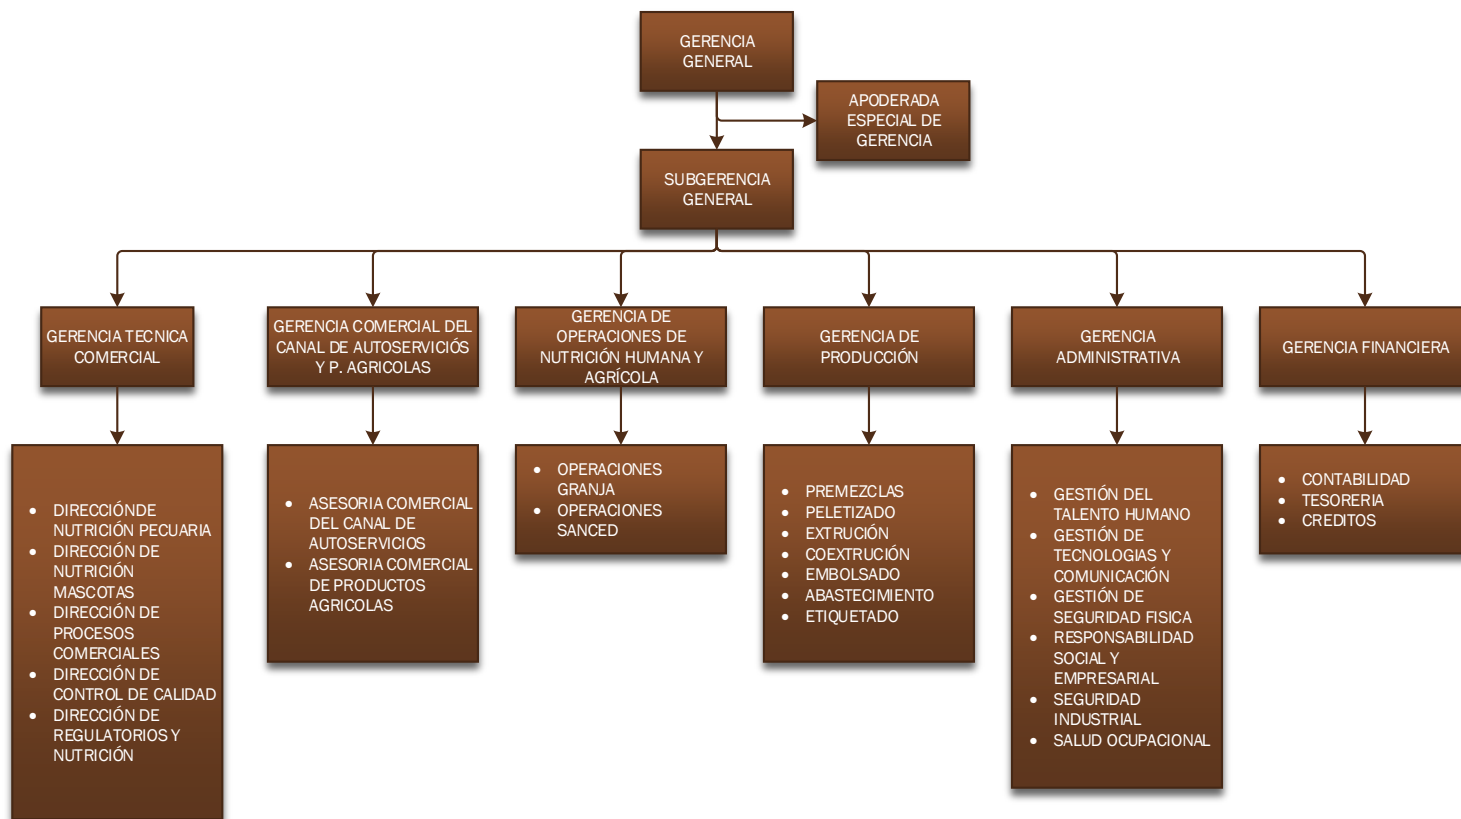 GERENCIA
GENERAL
APODERADA
ESPECIAL DE
GERENCIA
SUBGERENCIA
GENERAL
GERENCIA TECNICA
COMERCIAL
GERENCIA COMERCIAL DEL
CANAL DE AUTOSERVICIÓS
Y P. AGRICOLAS
GERENCIA DE
OPERACIONES DE
NUTRICIÓN HUMANA Y
AGRÍCOLA
GERENCIA DE
PRODUCCIÓN
GERENCIA
ADMINISTRATIVA
GERENCIA FINANCIERA
• DIRECCIÓNDE
NUTRICIÓN PECUARIA
• DIRECCIÓN DE
NUTRICIÓN
MASCOTAS
• DIRECCIÓN DE
PROCESOS
COMERCIALES
• DIRECCIÓN DE
CONTROL DE CALIDAD
• DIRECCIÓN DE
REGULATORIOS Y
NUTRICIÓN
• ASESORIA COMERCIAL
DEL CANAL DE
AUTOSERVICIOS
• ASESORIA COMERCIAL
DE PRODUCTOS
AGRICOLAS
• OPERACIONES
GRANJA
• OPERACIONES
SANCED
• PREMEZCLAS
• PELETIZADO
• EXTRUCIÓN
• COEXTRUCIÓN
• EMBOLSADO
• ABASTECIMIENTO
• ETIQUETADO
• GESTIÓN DEL
TALENTO HUMANO
• GESTIÓN DE
TECNOLOGIAS Y
COMUNICACIÓN
• GESTIÓN DE
SEGURIDAD FISICA
• RESPONSABILIDAD
SOCIAL Y
EMPRESARIAL
• SEGURIDAD
INDUSTRIAL
• SALUD OCUPACIONAL
• CONTABILIDAD
• TESORERIA
• CREDITOS